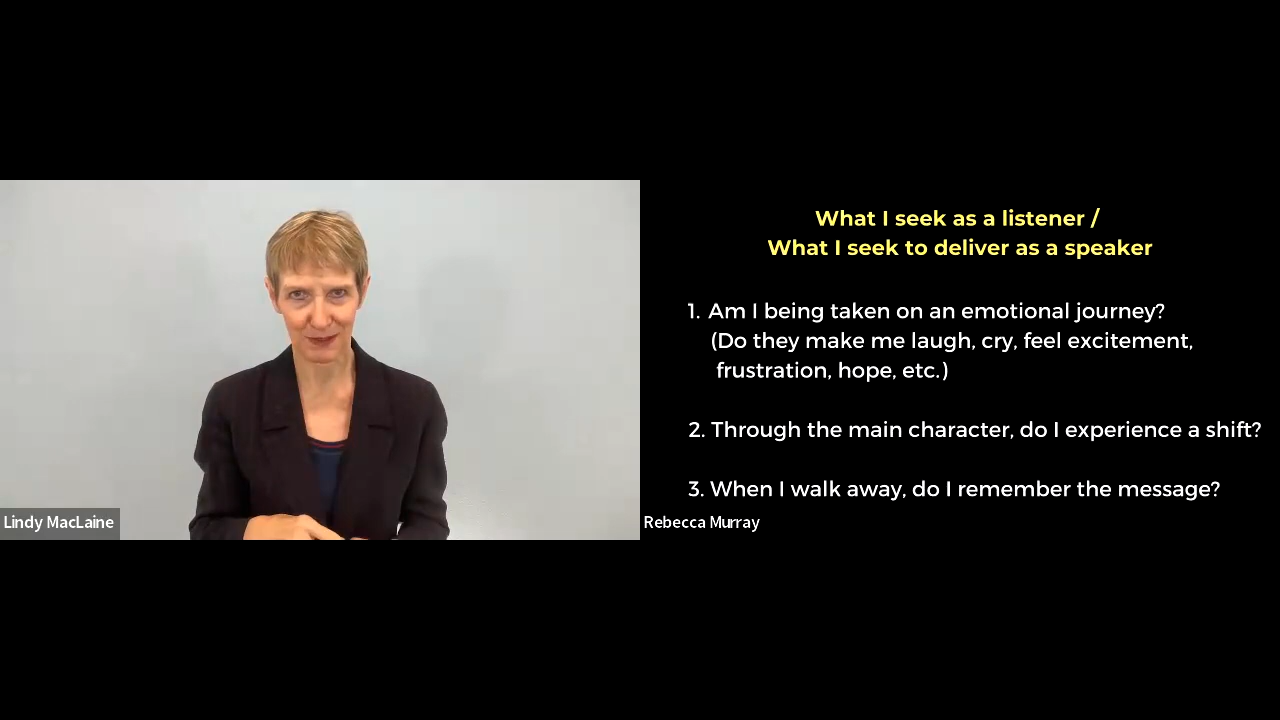 What I seek as a listener /
What I seek to deliver as a speaker
1. Am I being taken on an emotional journey?
(Do they make me laugh, cry, feel excitement,
frustration, hope, etc.)
2. Through the main character, do I experience a shift?
3. When I walk away, do I remember the message?
Lindy MacLaine
Rebecca Murray